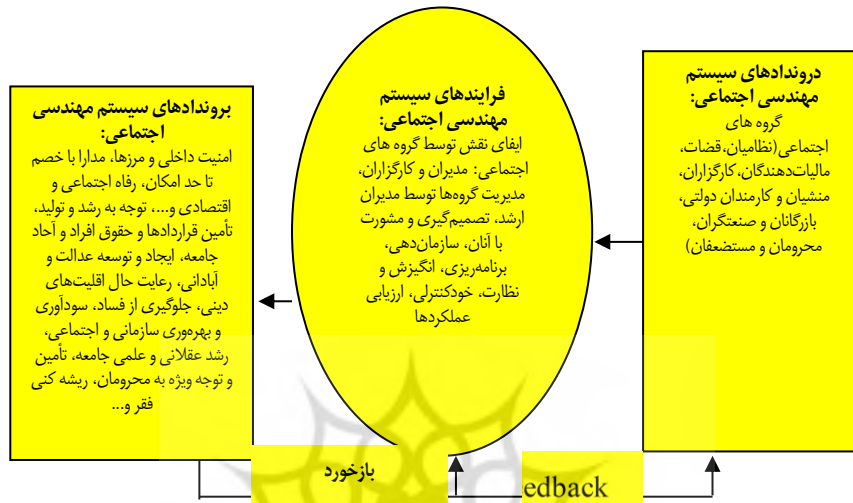 دروندادهای سیستم
مهندسی اجتماعی:
گروه های
اجتماعی(نظامیان،قضات،
مالیات‌دهندگان،کارگزاران،
منشیان و کارمندان دولتی،
بازرگانان و صنعتگران،
محرومان و مستضعفان)
فرایندهای سیستم
مهندسی اجتماعی:
ایفای نقش توسط گروه های
اجتماعی: مدیران و کارگزاران،
مدیریت گروه‌ها توسط مدیران
ارشد، تصمیم‌گیری و مشورت
با آنان، سازمان‌دهی،
برنامه‌ریزی، انگیزش و
نظارت، خودکنترلی، ارزیابی
عملکردها
بروندادهای سیستم مهندسی
اجتماعی:
امنیت داخلی و مرزها، مدارا با خصم
تا حد امکان، رفاه اجتماعی و
اقتصادی و...، توجه به رشد و تولید،
تأمین قراردادها و حقوق افراد و آحاد
جامعه، ایجاد و توسعه عدالت و
آبادانی، رعایت حال اقلیت‌های
دینی، جلوگیری از فساد، سودآوری
و بهره‌وری سازمانی و اجتماعی،
رشد عقلانی و علمی جامعه، تأمین
و توجه ویژه به محرومان، ریشه کنی
فقر و...
بازخورد
edback